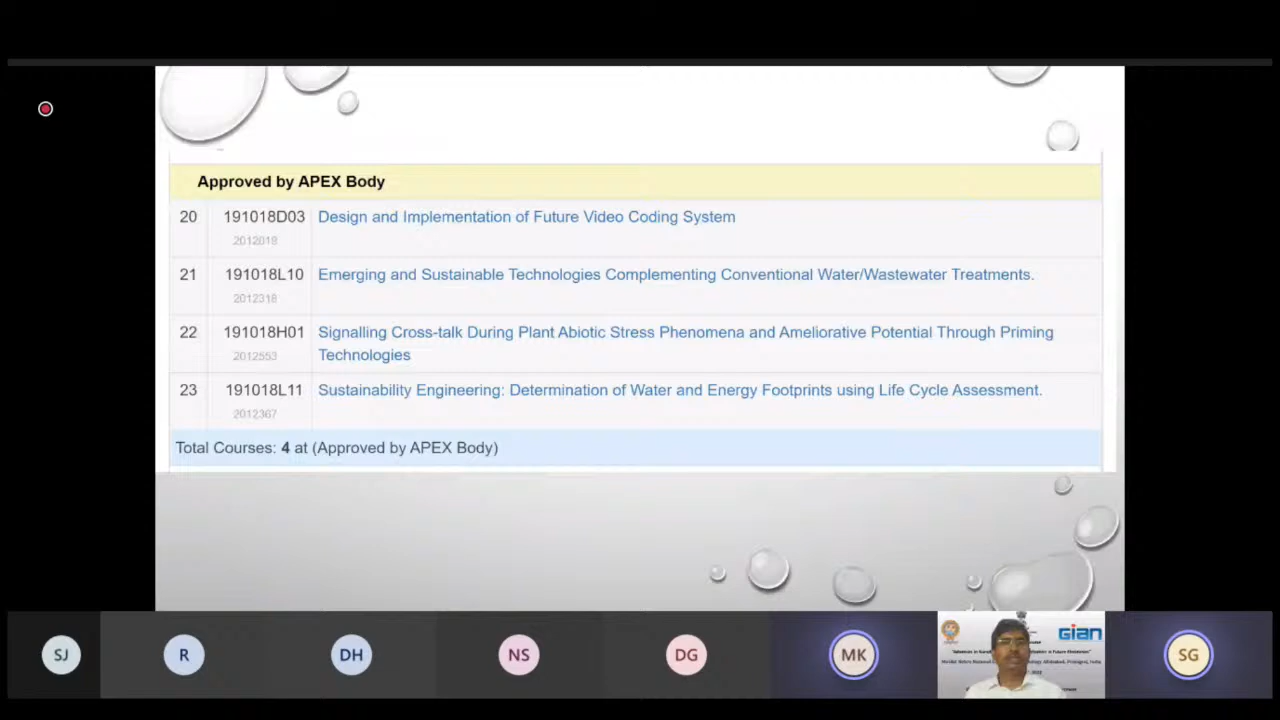 Approved by APEX Body
20 191018D03 Design and Implementation of Future Video Coding System
2012019
21 191018L10 Emerging and Sustainable Technologies Complementing Conventional Water/Wastewater Treatments.
2012318
22 191018H01 Signalling Cross-talk During Plant Abiotic Stress Phenomena and Ameliorative Potential Through Priming
2012553 Technologies
23 191018L11 Sustainability Engineering: Determination of Water and Energy Footprints using Life Cycle Assessment.
2012367
Total Courses: 4 at (Approved by APEX Body)
SJ R DH NS DG MK SG
GIAN